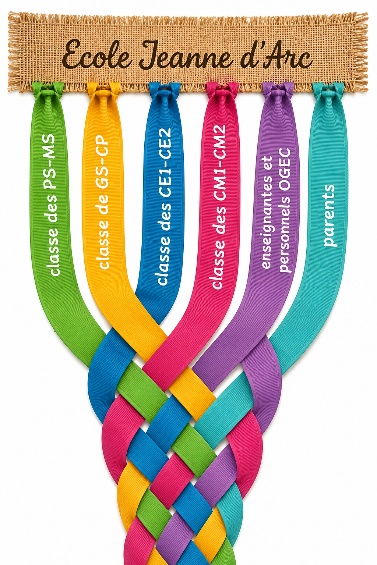 Ecole Jeanne d'Arc
classe des PS-MS
classe de GS-CP
classe des CE1-CE2
classe des CM1-CM2
enseignantes et
personnels OGEC
parents